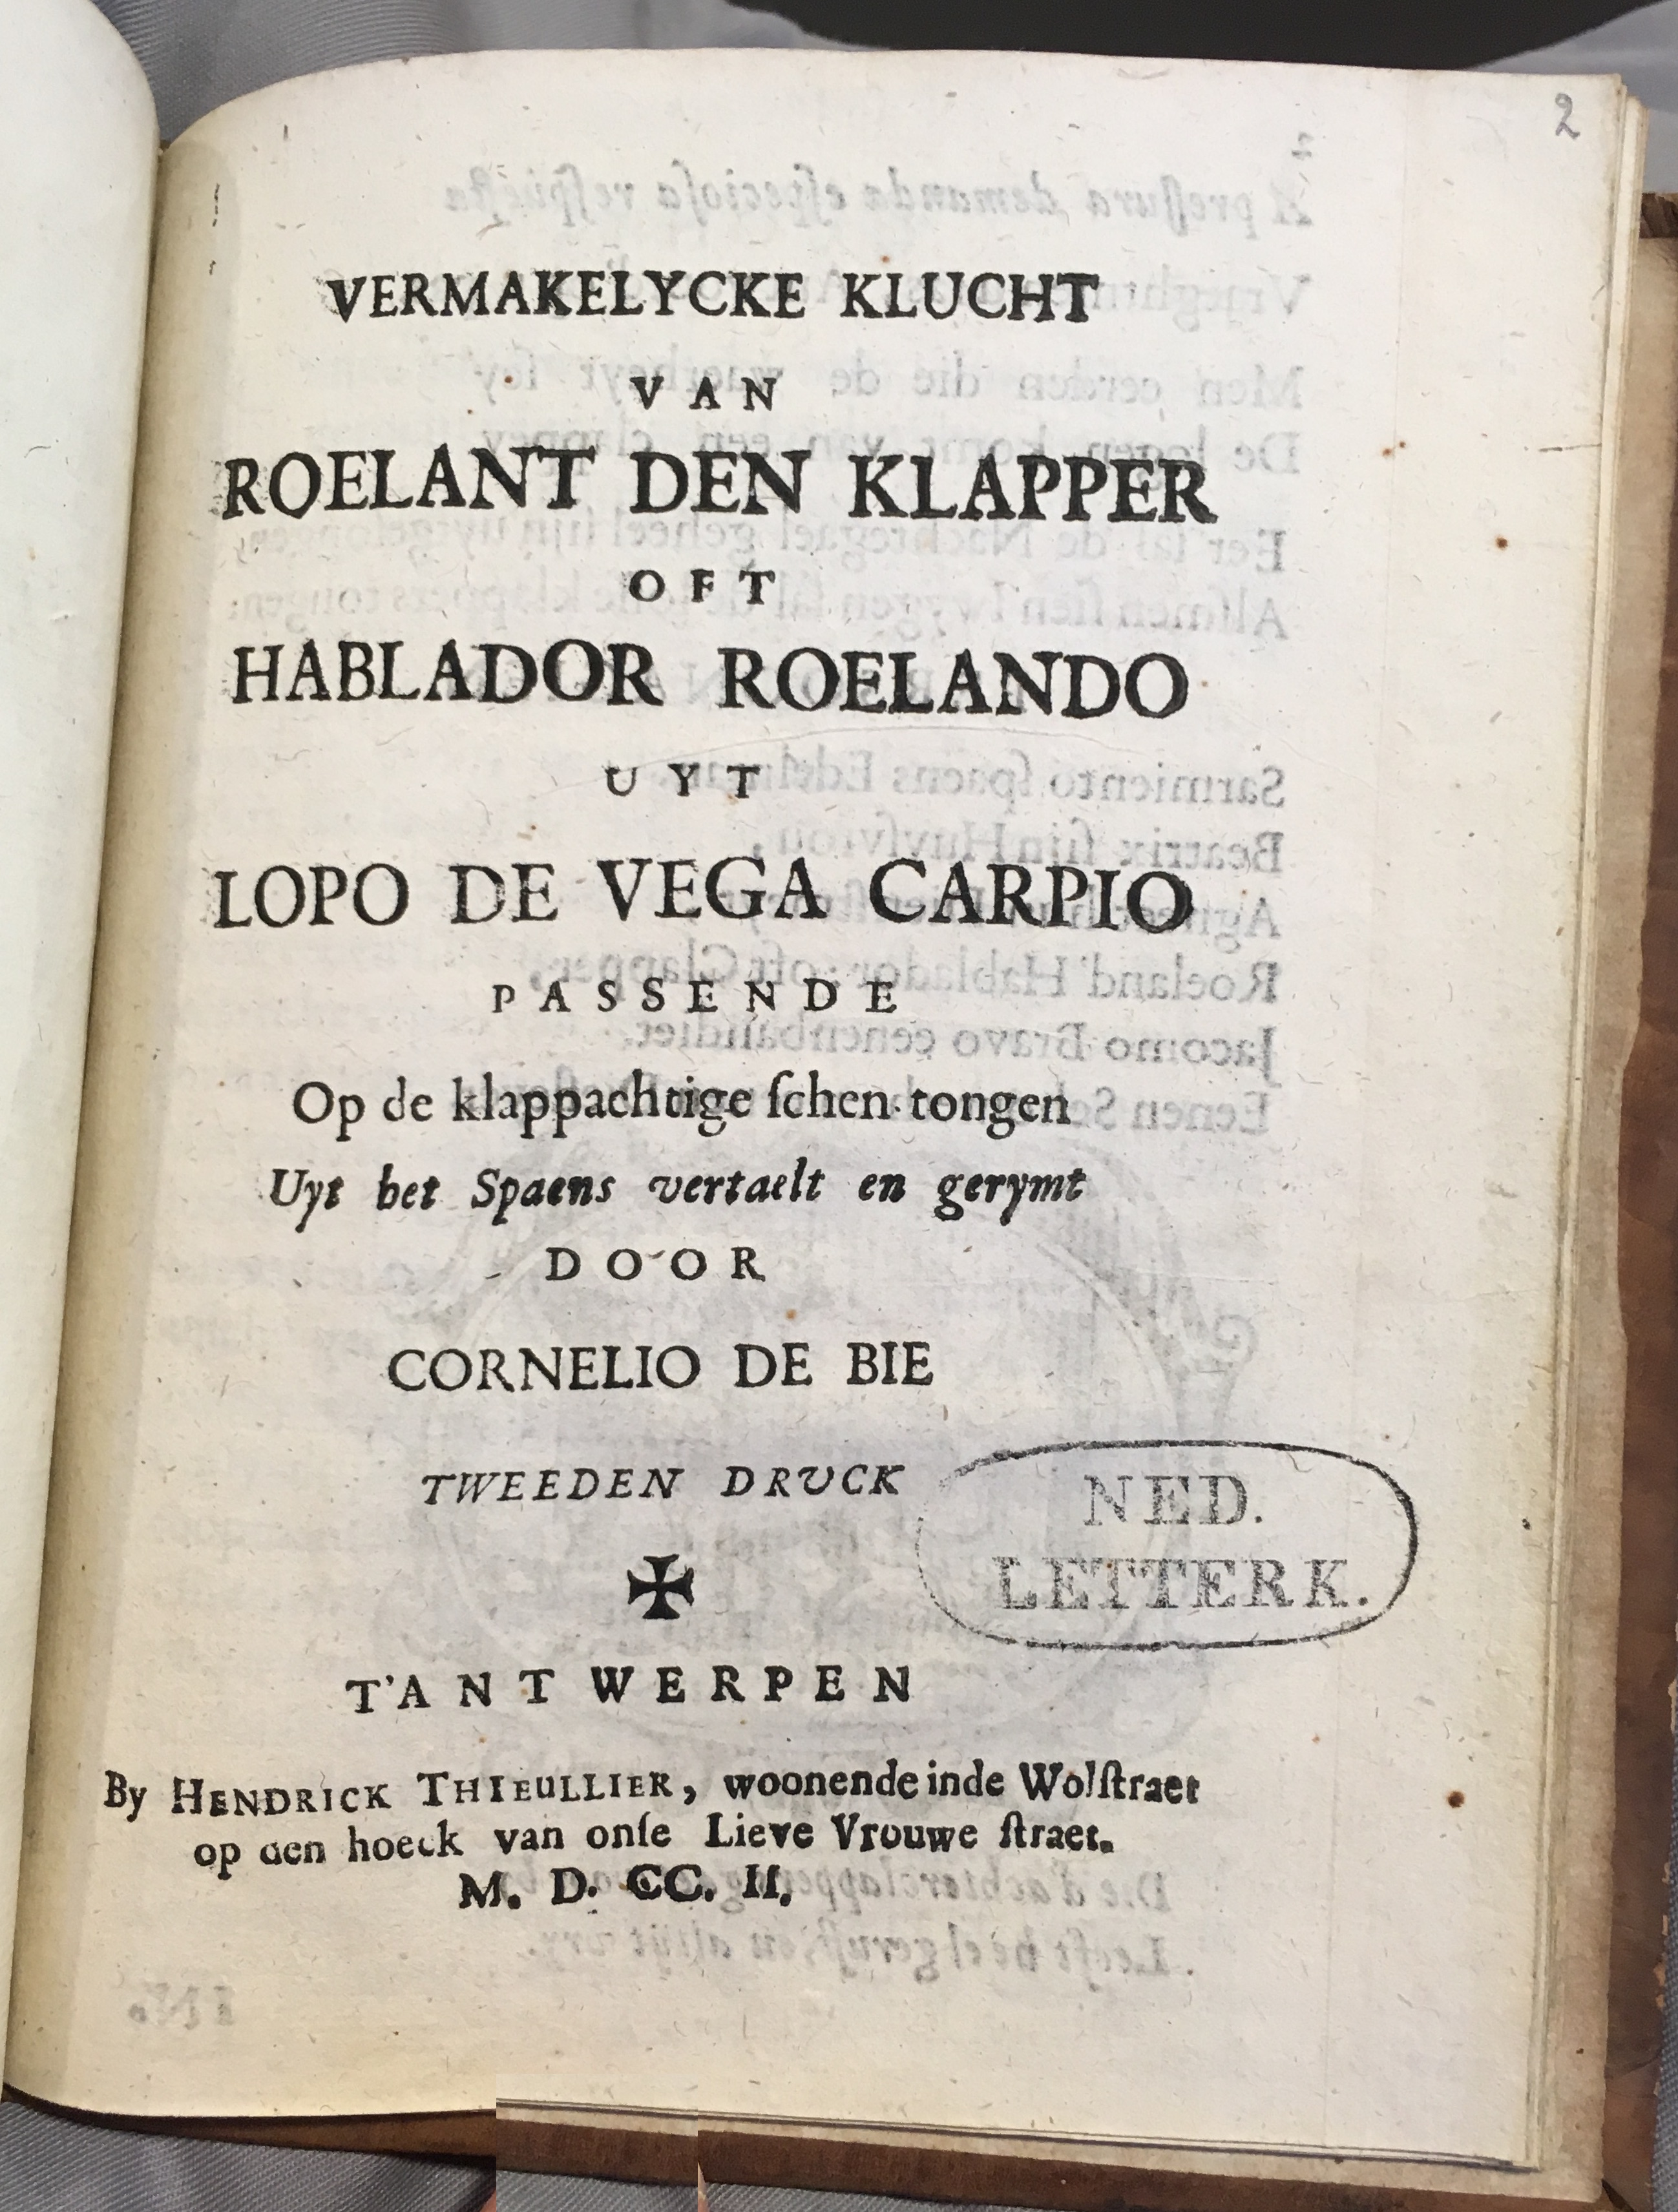 2
VERMAKELYCKE KLUCHT
VAN
ROELANT DEN KLAPPER
OFT
HABLADOR ROELANDO
UYT
LOPO DE VEGA CARPIO
PASSENDE
Op de klappachtige ſchen tongen
Uyt het Spaens vertaelt en gerymt
DOOR
CORNELIO DE BIE
TWEEDEN DRUCK
NED.
LETTERK.
✠
T'ANTWERPEN
By HENDRICK THIEULLIER, woonende inde Wolſtraet
op den hoeck van onſe Lieve Vrouwe ſtraet.
M. D. CC. II.